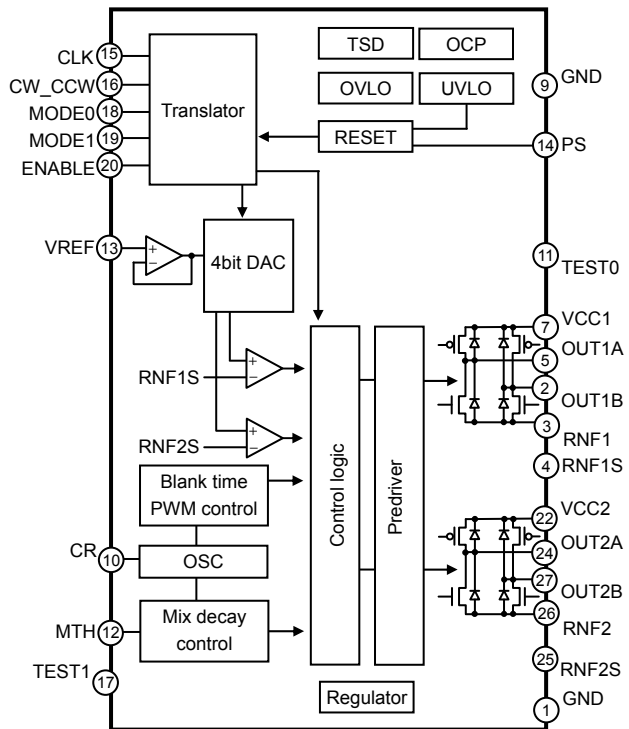 CLK 15
CW_CCW 16
MODE0 18
MODE1 19
ENABLE 20
Translator
TSD
OCP
OVLO
UVLO
RESET
9 GND
14 PS
VREF 13
+
−
4bit DAC
11 TEST0
7 VCC1
5 OUT1A
2 OUT1B
3 RNF1
4 RNF1S
RNF1S
+
−
RNF2S
+
−
Blank time
PWM control
CR 10
OSC
MTH 12
Mix decay
control
TEST1 17
Control logic
Predriver
22 VCC2
24 OUT2A
27 OUT2B
26 RNF2
25 RNF2S
1 GND
Regulator